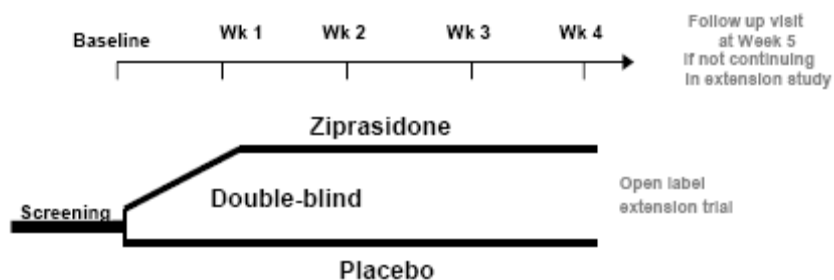 Baseline
Wk 1
Wk 2
Wk 3
Wk 4
Follow up visit
at Week 5
if not continuing
in extension study
Ziprasidone
Double-blind
Screening
Open label
extension trial
Placebo